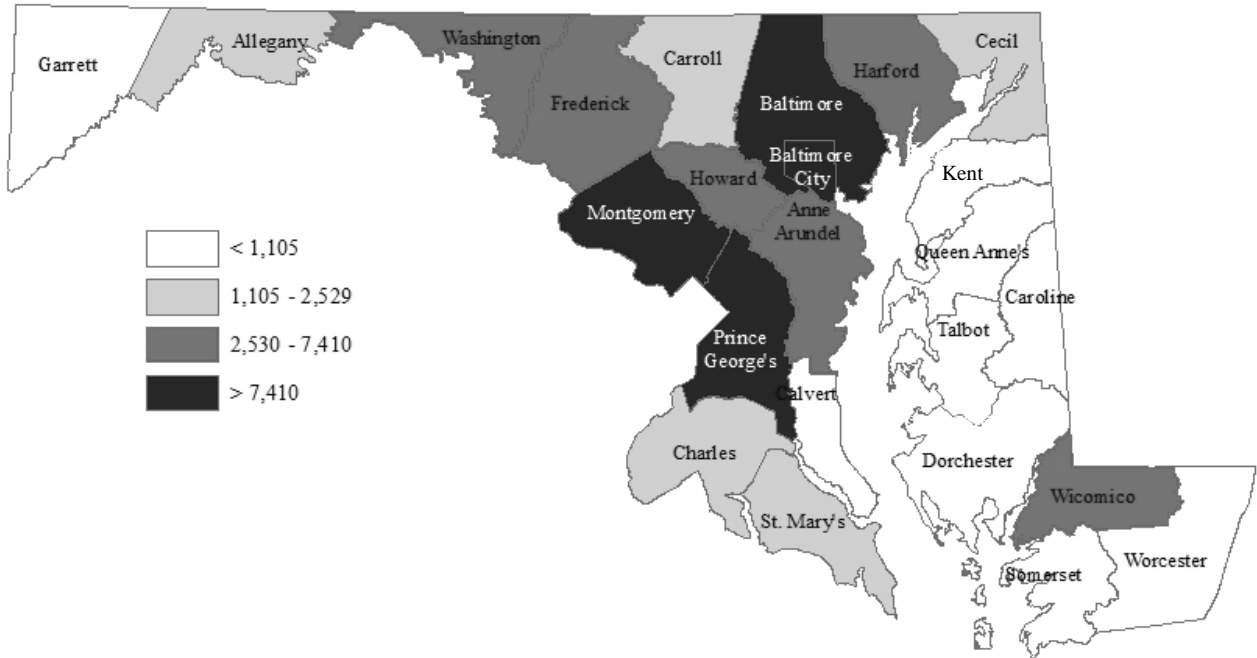 Garrett
Allegany
Washington
Frederick
Carroll
Baltimore
Harford
Cecil
Baltimore
City
Howard
Montgomery
Anne
Arundel
Kent
Queen Anne's
Caroline
Talbot
Prince
George's
Calvert
Charles
St. Mary's
Dorchester
Wicomico
Somerset
Worcester
< 1,105
1,105 - 2,529
2,530 - 7,410
> 7,410